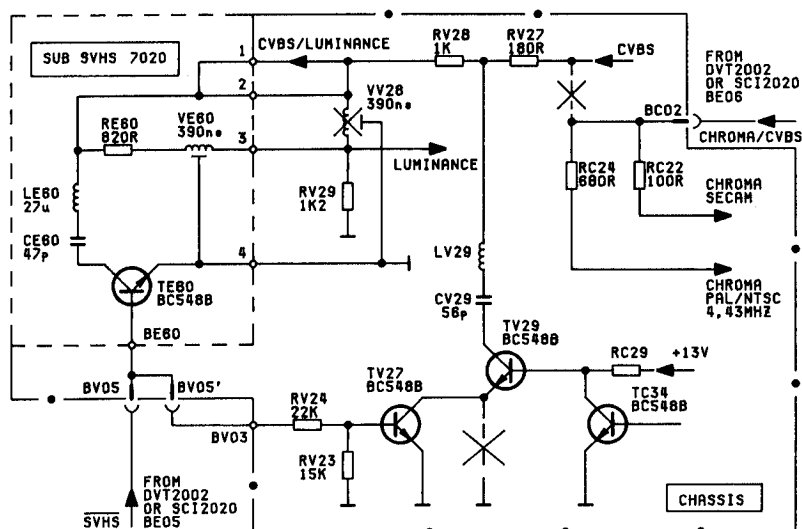 SUB SVHS 7020
1
CVBS/LUMINANCE
RV28
1K
RV27
180R
CVBS
FROM
DVT2002
OR SCI2020
BE06
2
VV28
390ns
BC02
CHROMA/CVBS
RE60
820R
VE60
390ns
3
LUMINANCE
RC24
680R
RC22
100R
CHROMA
SECAM
LE60
27u
RV29
1K2
CE60
47p
4
LV29
CHROMA
PAL/NTSC
4,43MHZ
TE60
BC548B
CV29
56p
BE60
TV29
BC548B
RC29
+13V
BV05
BV05'
RV24
22K
TV27
BC548B
TC34
BC548B
BV03
RV23
15K
FROM
DVT2002
OR SCI2020
BE05
SVHS
CHASSIS